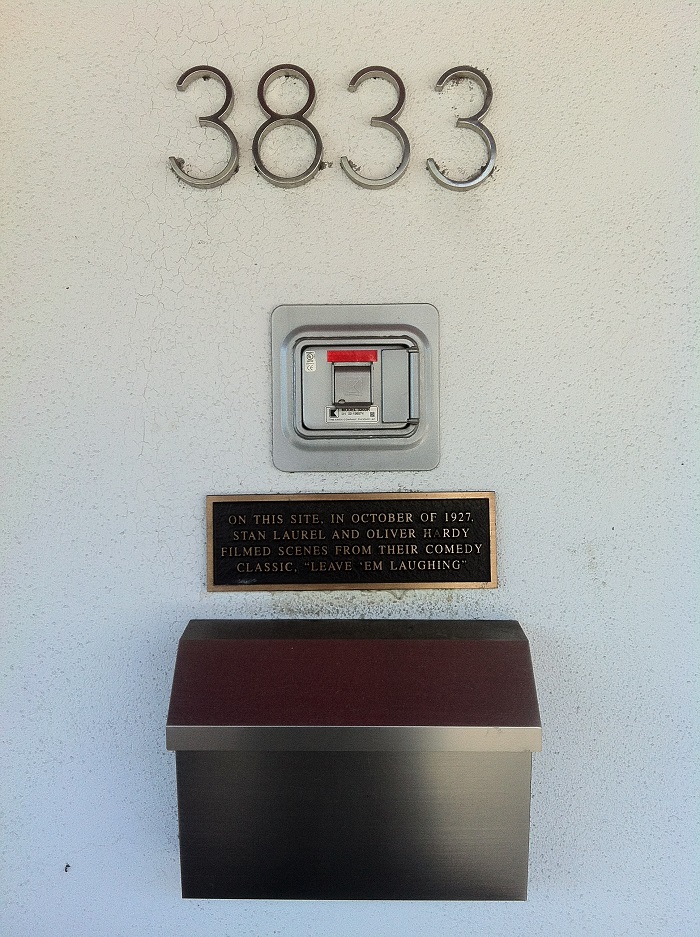 3833
ON THIS SITE, IN OCTOBER OF 1927,
STAN LAUREL AND OLIVER HARDY
FILMED SCENES FROM THEIR COMEDY
CLASSIC, "LEAVE 'EM LAUGHING"